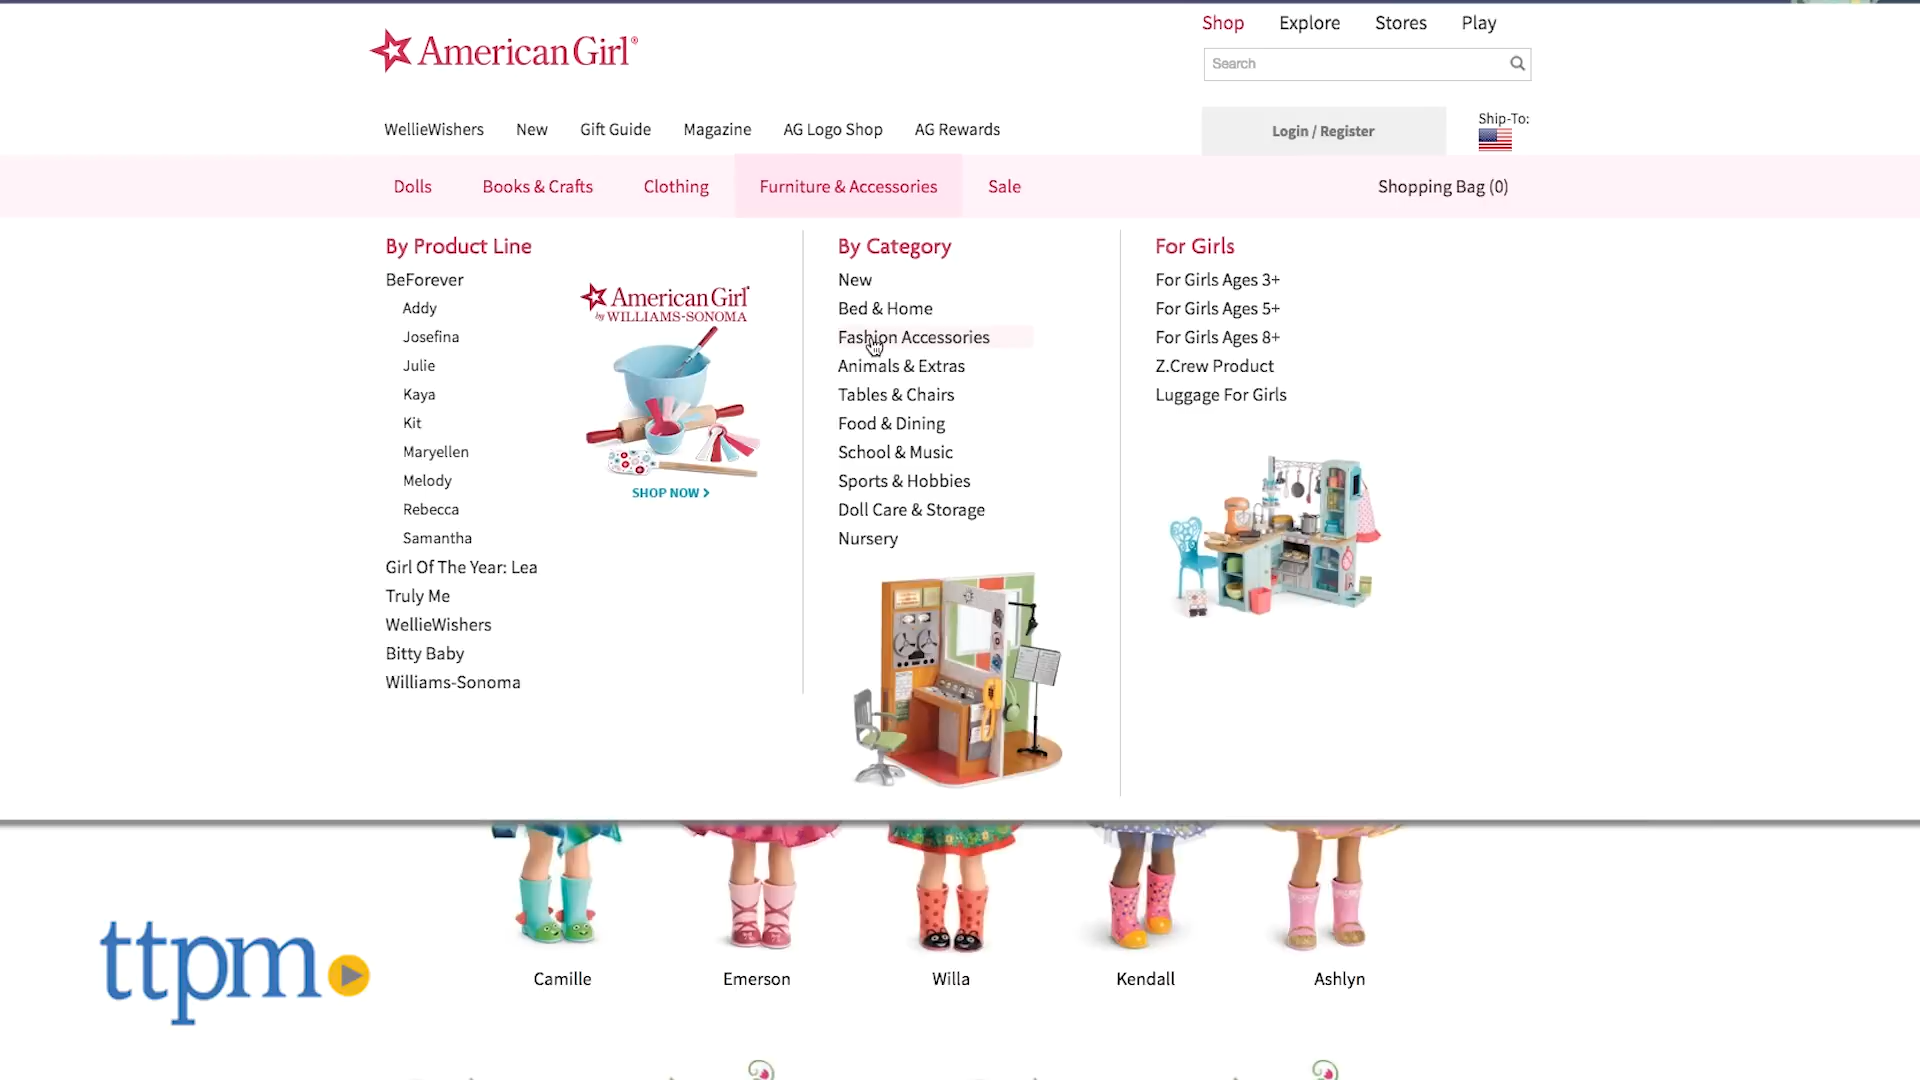 American Girl®
Shop Explore Stores Play
Search
WellieWishers New Gift Guide Magazine AG Logo Shop AG Rewards
Login / Register
Ship-To:
Dolls Books & Crafts Clothing Furniture & Accessories Sale
Shopping Bag (0)
By Product Line
BeForever
Addy
Josefina
Julie
Kaya
Kit
Maryellen
Melody
Rebecca
Samantha
Girl Of The Year: Lea
Truly Me
WellieWishers
Bitty Baby
Williams-Sonoma
American Girl®
by WILLIAMS-SONOMA
SHOP NOW >
By Category
New
Bed & Home
Fashion Accessories
Animals & Extras
Tables & Chairs
Food & Dining
School & Music
Sports & Hobbies
Doll Care & Storage
Nursery
For Girls
For Girls Ages 3+
For Girls Ages 5+
For Girls Ages 8+
Z.Crew Product
Luggage For Girls
Camille Emerson Willa Kendall Ashlyn
ttpm